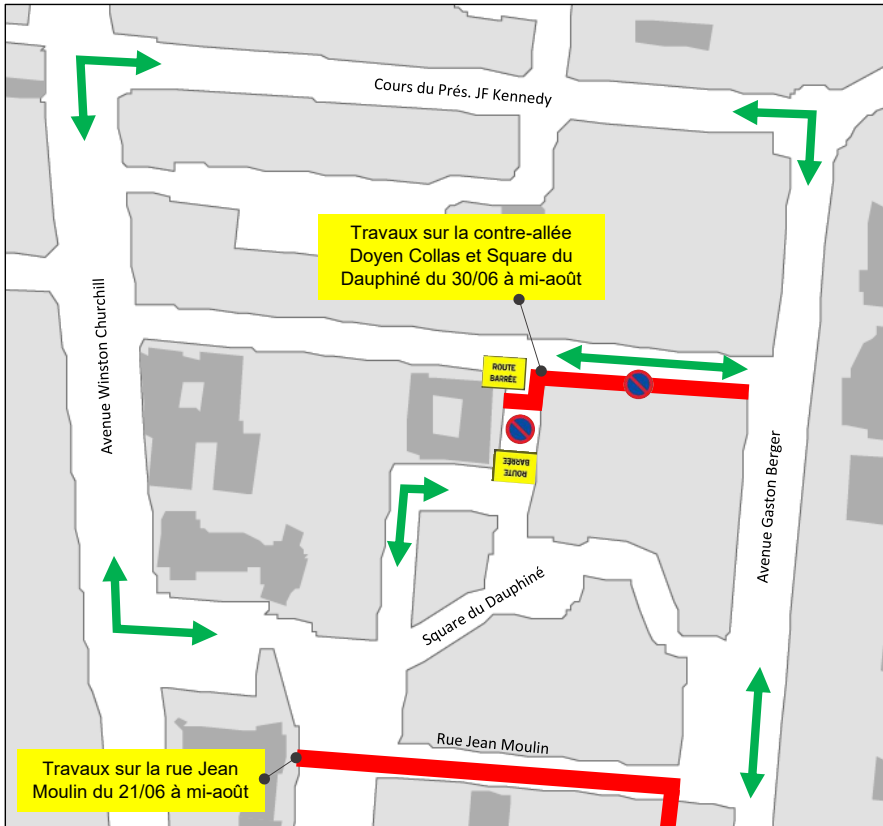 Cours du Prés. JF Kennedy
Travaux sur la contre-allée
Doyen Collas et Square du
Dauphiné du 30/06 à mi-août
Avenue Winston Churchill
ROUTE
BARRÉE
ROUTE
BARRÉE
Avenue Gaston Berger
Square du Dauphiné
Rue Jean Moulin
Travaux sur la rue Jean
Moulin du 21/06 à mi-août